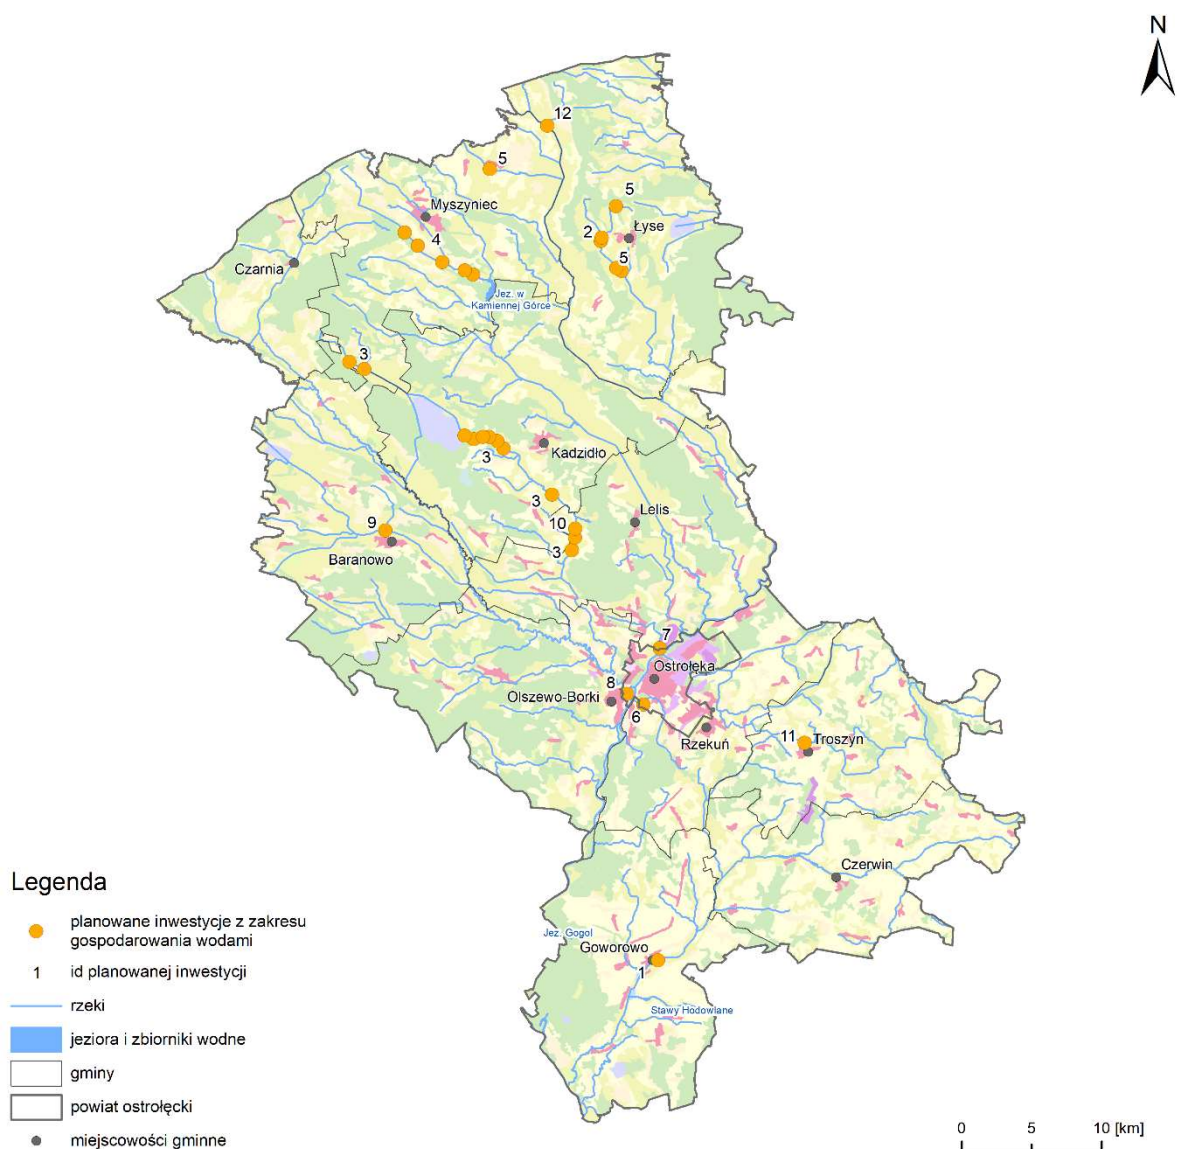 N
12
5
5
Myszyniec
2
Łyse
4
Czarnia
5
Jez. w
Kamiennej Górce
3
3
Kadzidło
3
Lelis
9
10
Baranowo
3
7
Ostrołęka
8
Olszewo-Borki
6
Rzekuń
11
Troszyn
Czerwin
Legenda
planowane inwestycje z zakresu
gospodarowania wodami
Jez. Gogol
Goworowo
1
1 id planowanej inwestycji
rzeki
Stawy Hodowlane
jeziora i zbiorniki wodne
gminy
powiat ostrołęcki
miejscowości gminne
0 5 10 [km]